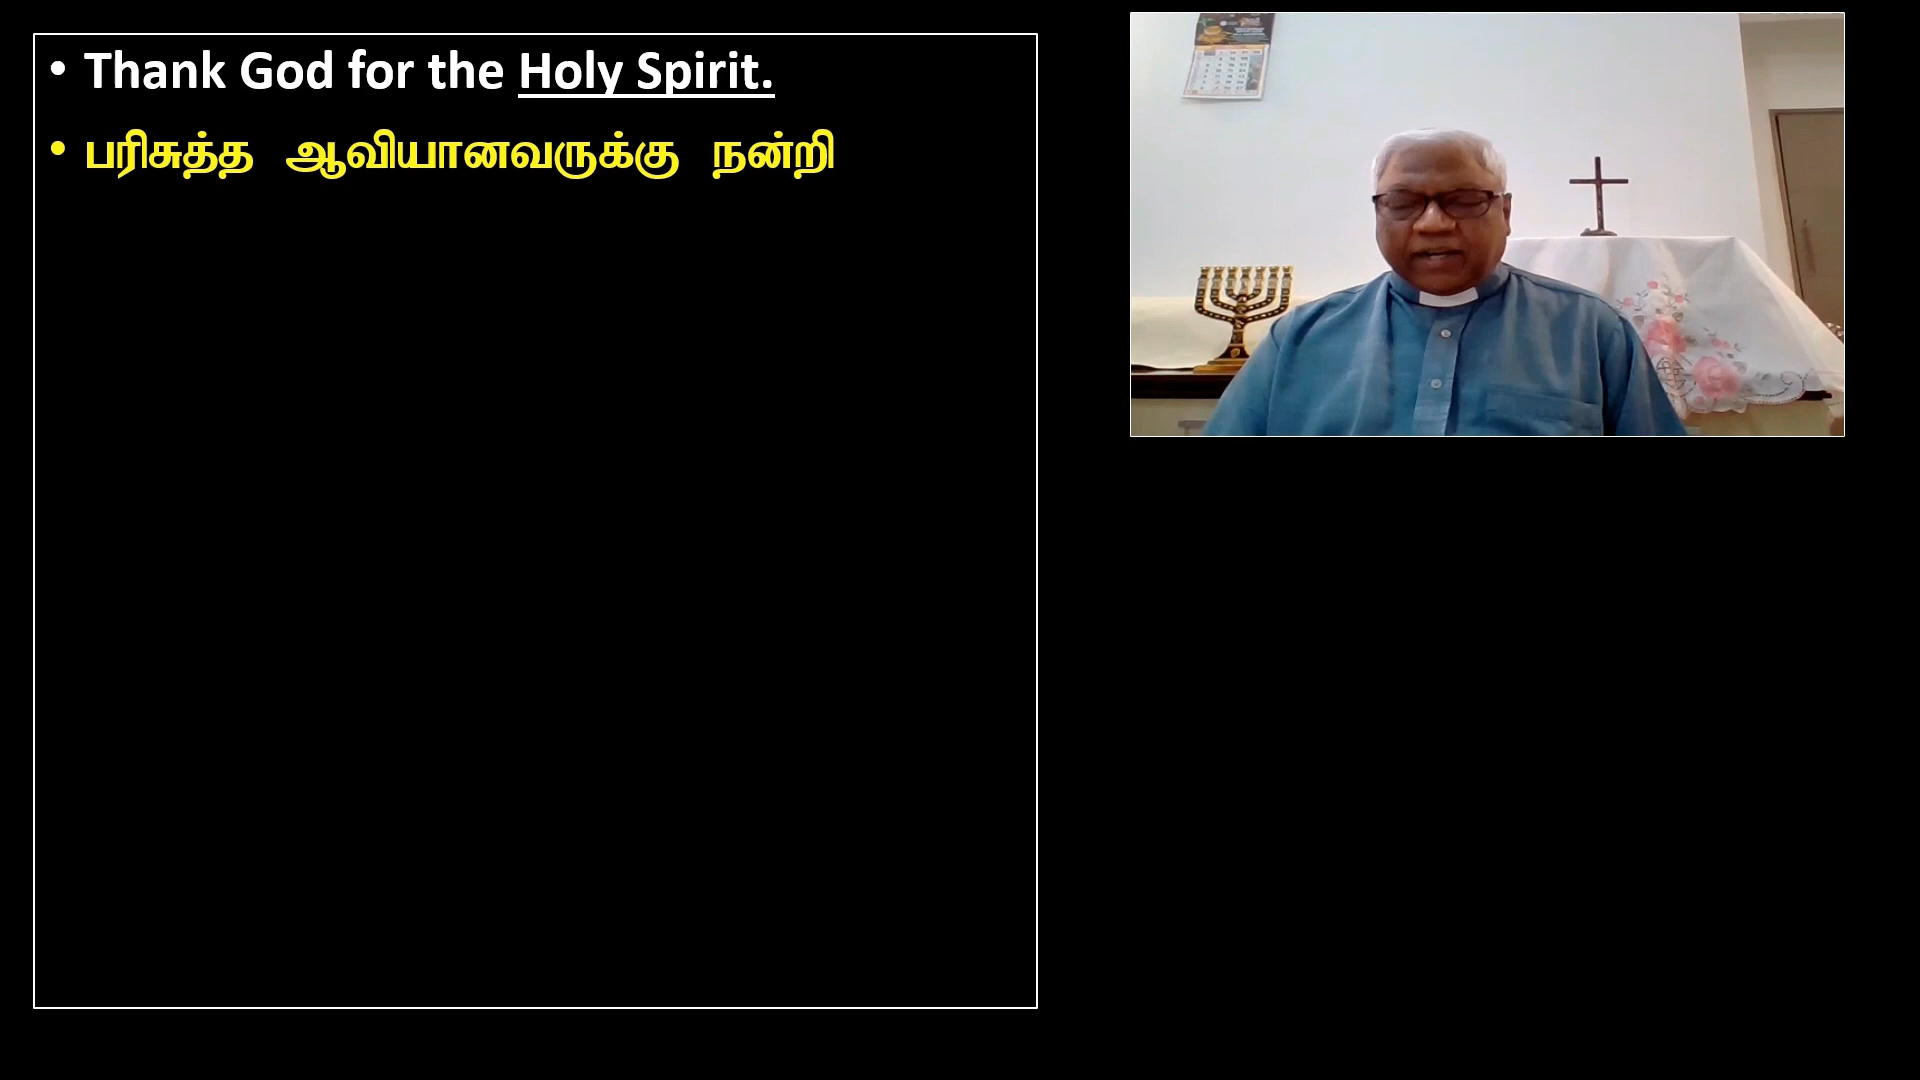 • Thank God for the Holy Spirit.
• பரிசுத்த ஆவியானவருக்கு நன்றி